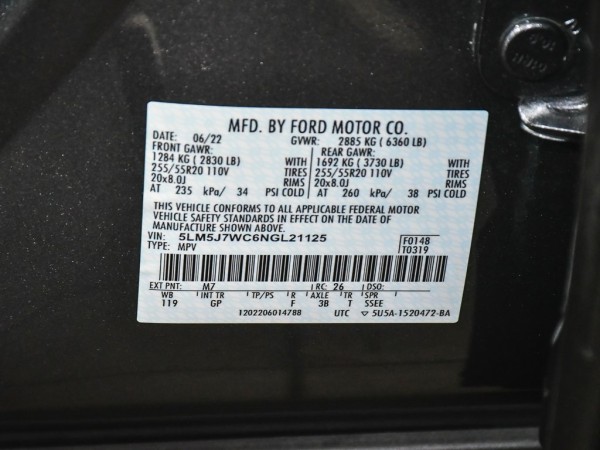 MFD. BY FORD MOTOR CO.
DATE: 06/22 GVWR: 2885 KG ( 6360 LB)
FRONT GAWR: REAR GAWR:
1284 KG ( 2830 LB) WITH 1692 KG ( 3730 LB) WITH
255/55R20 110V TIRES 255/55R20 110V TIRES
20x8.0J RIMS 20x8.0J RIMS
AT 235 kPa/ 34 PSI COLD AT 260 kPa/ 38 PSI COLD
THIS VEHICLE CONFORMS TO ALL APPLICABLE FEDERAL MOTOR
VEHICLE SAFETY STANDARDS IN EFFECT ON THE DATE OF
MANUFACTURE SHOWN ABOVE.
VIN: 5LM5J7WC6NGL21125 F0148
TYPE: MPV T0319
EXT PNT: M7 RC: 26 DSO:
WB INT TR TP/PS R AXLE TR SPR
119 GP F 3B T SSEE
1202206014788 UTC ▽ 5U5A-1520472-BA